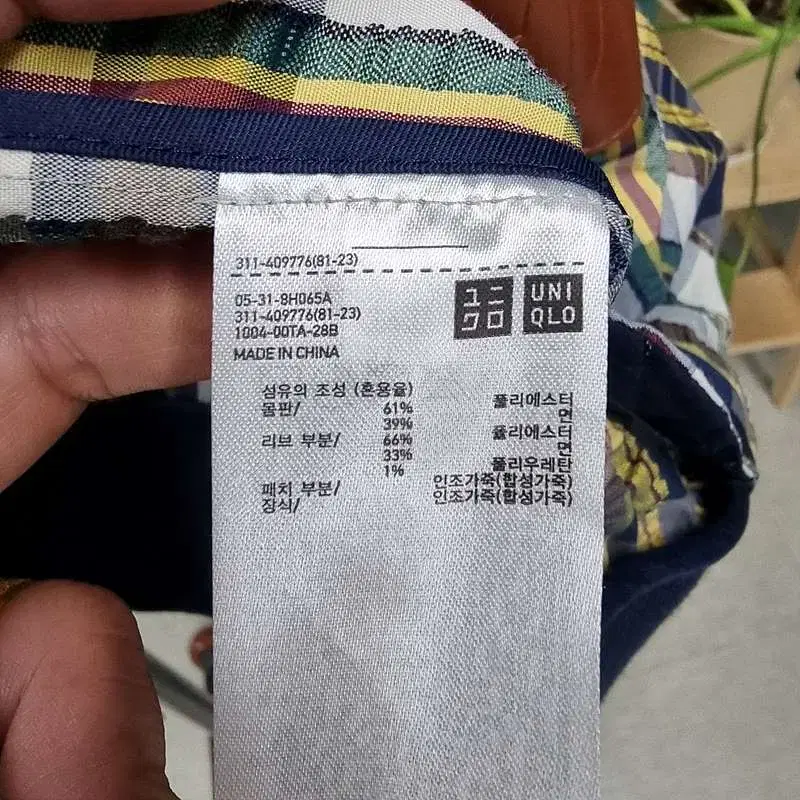 311-409776(81-23)
05-31-8H065A
311-409776(81-23)
1004-00TA-28B
MADE IN CHINA
ユニ
クロ
UNI
QLO
섬유의 조성 (혼용율)
몸판/ 61% 폴리에스터
39% 면
리브 부분/ 66% 폴리에스터
33% 면
1% 폴리우레탄
패치 부분/ 인조가죽(합성가죽)
장식/ 인조가죽(합성가죽)